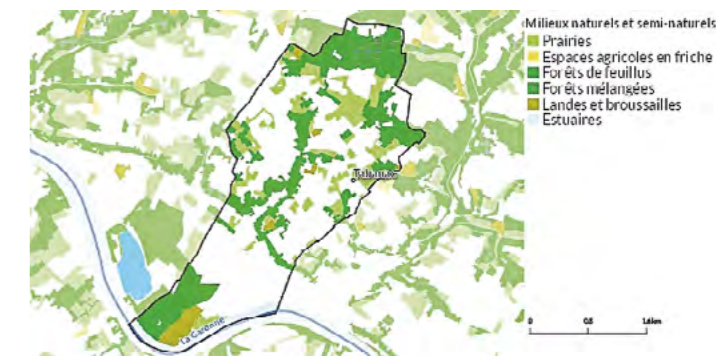 Milieux naturels et semi-naturels
Prairies
Espaces agricoles en friche
Forêts de feuillus
Forêts mélangées
Landes et broussailles
Estuaires
La Garonne
0 0,5 1,6 km